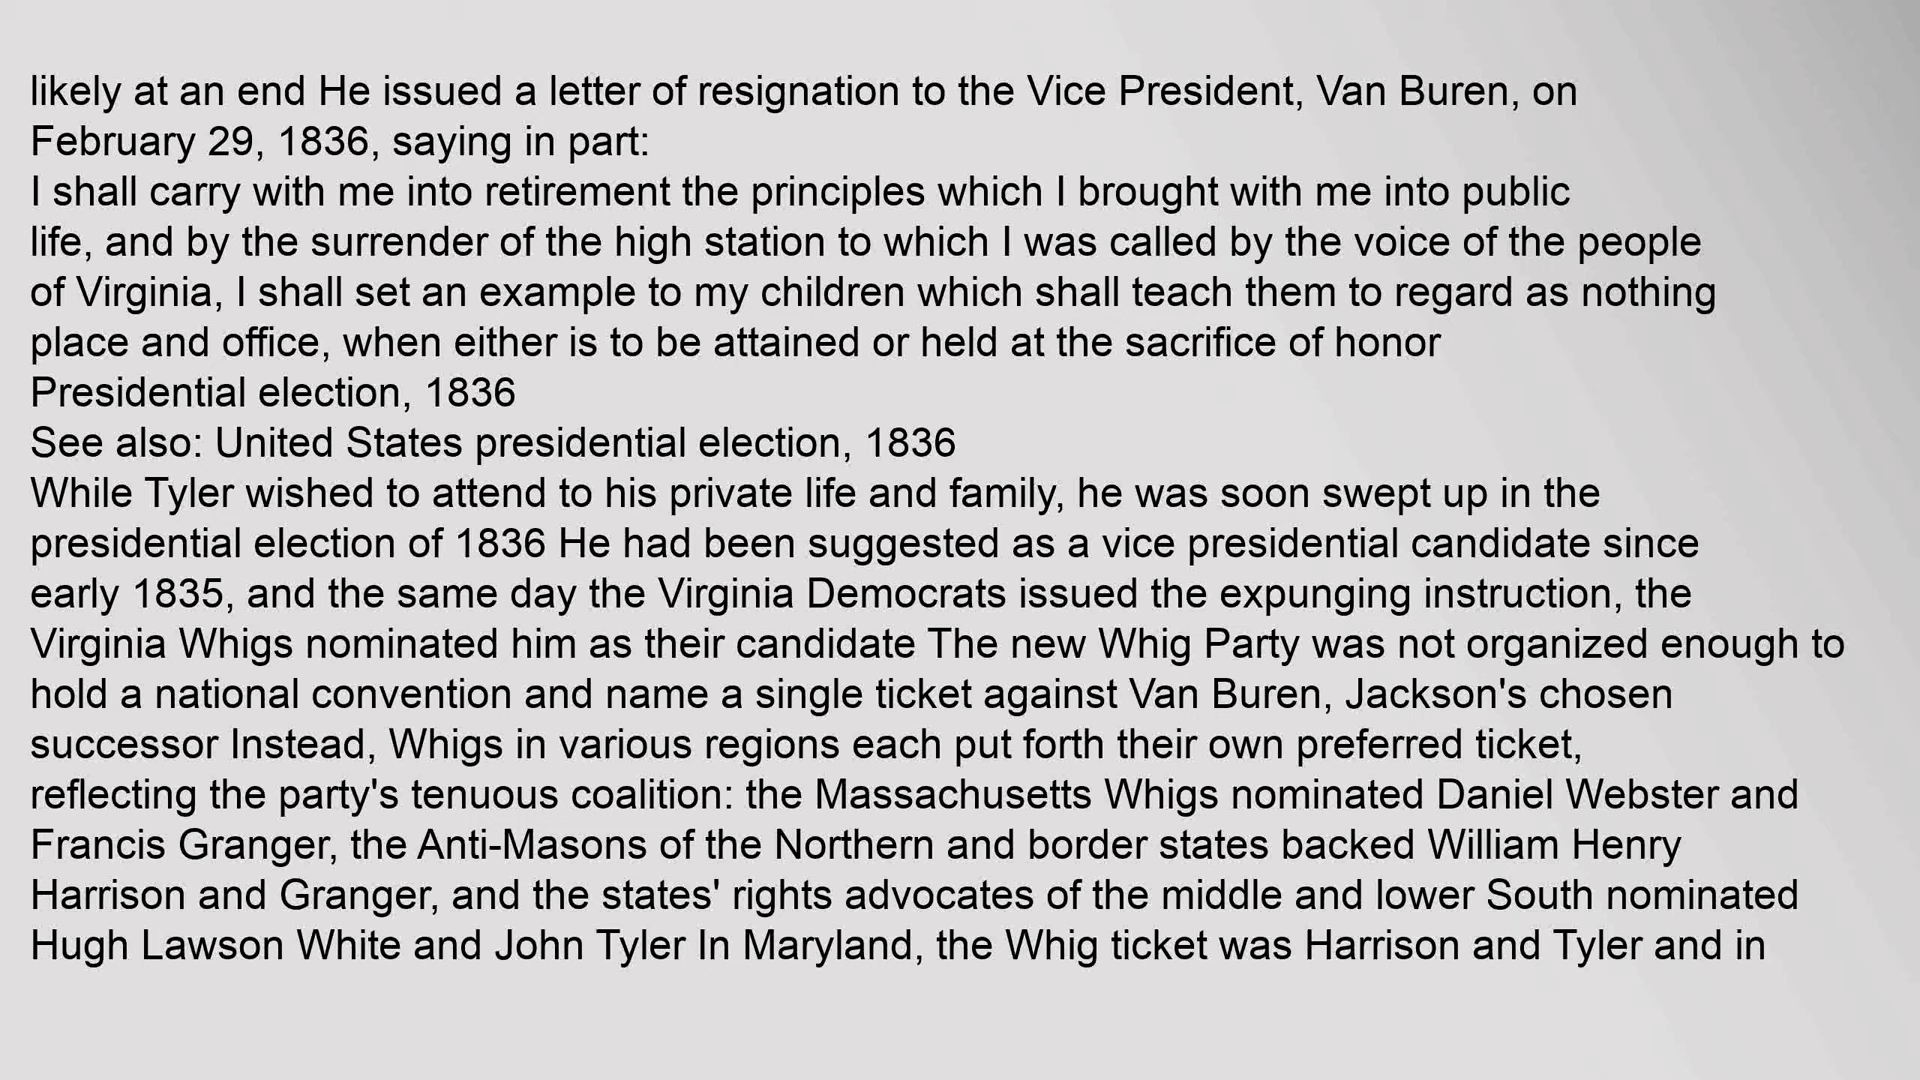 likely at an end He issued a letter of resignation to the Vice President, Van Buren, on
February 29, 1836, saying in part:
I shall carry with me into retirement the principles which I brought with me into public
life, and by the surrender of the high station to which I was called by the voice of the people
of Virginia, I shall set an example to my children which shall teach them to regard as nothing
place and office, when either is to be attained or held at the sacrifice of honor
Presidential election, 1836
See also: United States presidential election, 1836
While Tyler wished to attend to his private life and family, he was soon swept up in the
presidential election of 1836 He had been suggested as a vice presidential candidate since
early 1835, and the same day the Virginia Democrats issued the expunging instruction, the
Virginia Whigs nominated him as their candidate The new Whig Party was not organized enough to
hold a national convention and name a single ticket against Van Buren, Jackson's chosen
successor Instead, Whigs in various regions each put forth their own preferred ticket,
reflecting the party's tenuous coalition: the Massachusetts Whigs nominated Daniel Webster and
Francis Granger, the Anti-Masons of the Northern and border states backed William Henry
Harrison and Granger, and the states' rights advocates of the middle and lower South nominated
Hugh Lawson White and John Tyler In Maryland, the Whig ticket was Harrison and Tyler and in